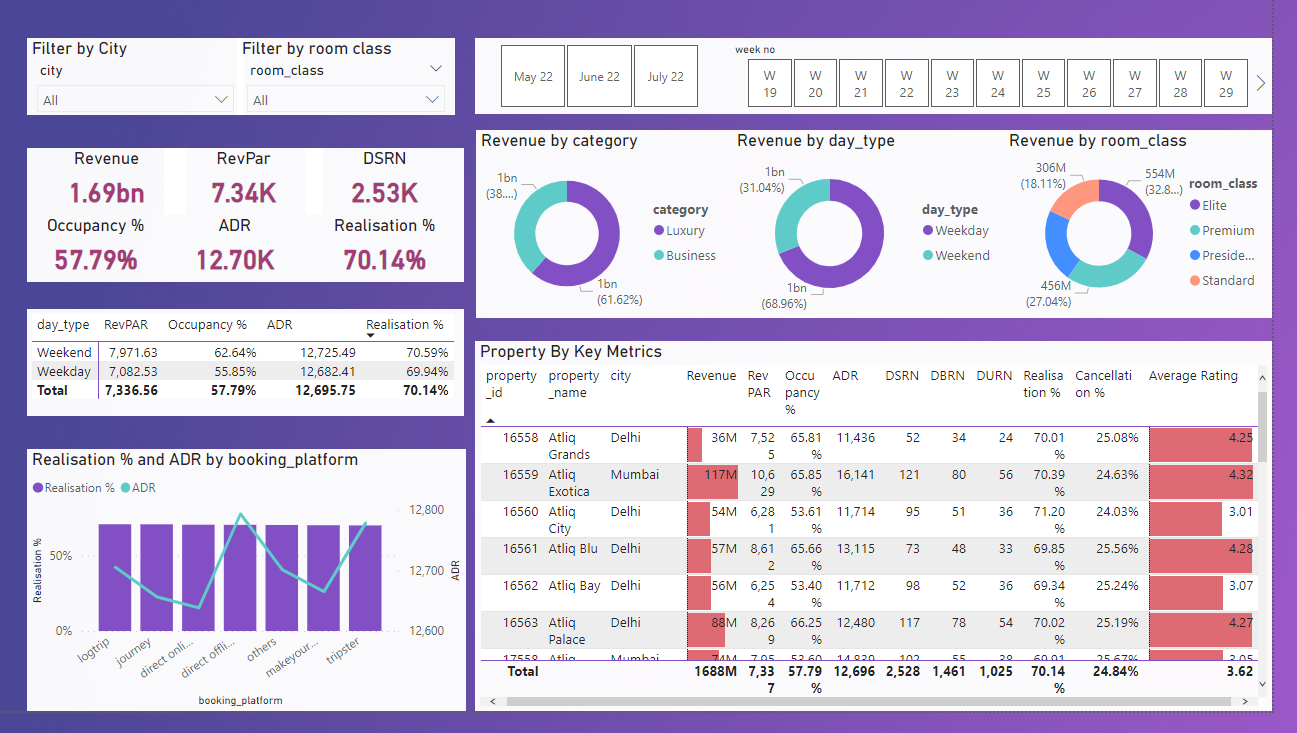 Filter by City
city
All
Filter by room class
room_class
All
May 22
June 22
July 22
week no
W 19
W 20
W 21
W 22
W 23
W 24
W 25
W 26
W 27
W 28
W 29
Revenue
1.69bn
RevPar
7.34K
DSRN
2.53K
Occupancy %
57.79%
ADR
12.70K
Realisation %
70.14%
Revenue by category
1bn
(38....)
1bn
(61.62%)
category
Luxury
Business
Revenue by day_type
1bn
(31.04%)
1bn
(68.96%)
day_type
Weekday
Weekend
Revenue by room_class
306M
(18.11%)
554M
(32.8...)
456M
(27.04%)
room_class
Elite
Premium
Preside...
Standard
day_type RevPAR Occupancy % ADR Realisation %
Weekend 7,971.63 62.64% 12,725.49 70.59%
Weekday 7,082.53 55.85% 12,682.41 69.94%
Total 7,336.56 57.79% 12,695.75 70.14%
Realisation % and ADR by booking_platform
Realisation % ADR
50%
0%
Realisation %
12,800
12,700
12,600
ADR
logtrip
journey
direct onli...
direct offli...
others
makeyour...
tripster
booking_platform
Property By Key Metrics
property_id property_name city Revenue RevPAR Occupancy % ADR DSRN DBRN DURN Realisation % Cancellation % Average Rating
16558 Atliq Grands Delhi 36M 7,525 65.81% 11,436 52 34 24 70.01% 25.08% 4.25
16559 Atliq Exotica Mumbai 117M 10,629 65.85% 16,141 121 80 56 70.39% 24.63% 4.32
16560 Atliq City Delhi 54M 6,281 53.61% 11,714 95 51 36 71.20% 24.03% 3.01
16561 Atliq Blu Delhi 57M 8,612 65.66% 13,115 73 48 33 69.85% 25.56% 4.28
16562 Atliq Bay Delhi 56M 6,254 53.40% 11,712 98 52 36 69.34% 25.24% 3.07
16563 Atliq Palace Delhi 88M 8,269 66.25% 12,480 117 78 54 70.02% 25.19% 4.27
Total 1688M 7,337 57.79% 12,696 2,528 1,461 1,025 70.14% 24.84% 3.62